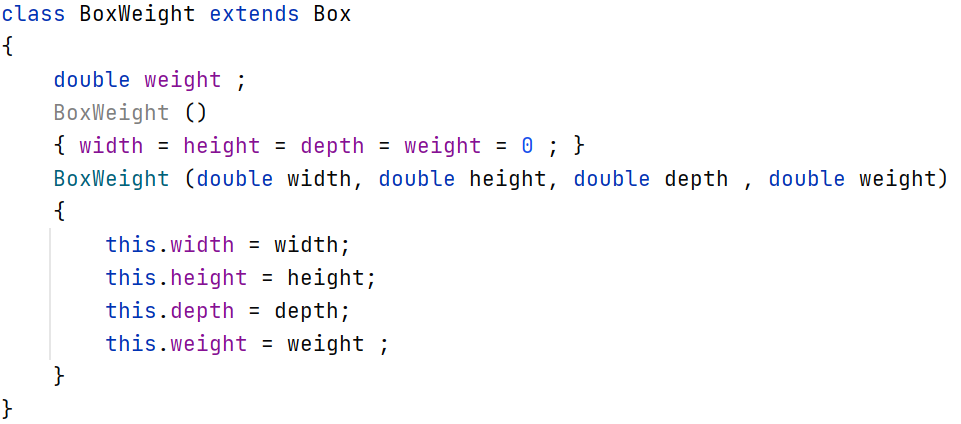 class BoxWeight extends Box
{
    double weight ;
    BoxWeight ()
    { width = height = depth = weight = 0 ; }
    BoxWeight (double width, double height, double depth , double weight)
    {
        this.width = width;
        this.height = height;
        this.depth = depth;
        this.weight = weight ;
    }
}